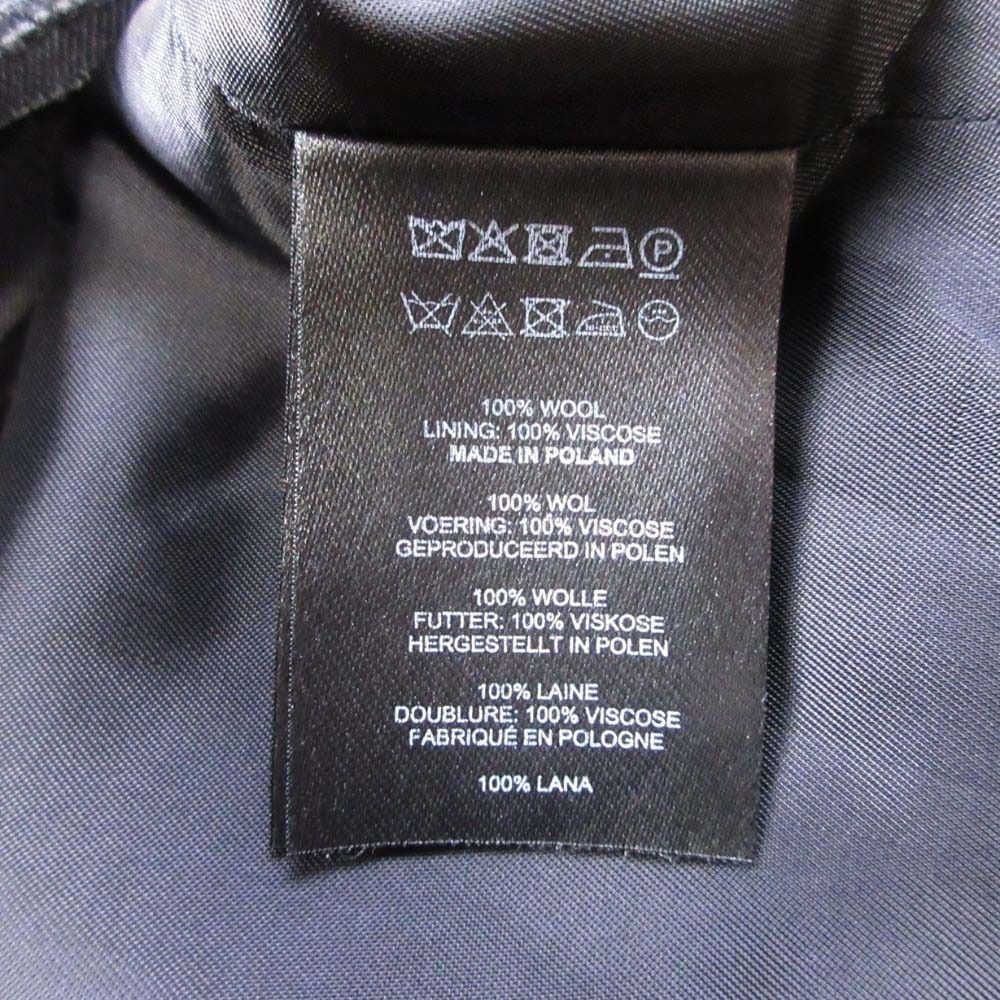 P
100% WOOL
LINING: 100% VISCOSE
MADE IN POLAND
100% WOL
VOERING: 100% VISCOSE
GEPRODUCEERD IN POLEN
100% WOLLE
FUTTER: 100% VISKOSE
HERGESTELLT IN POLEN
100% LAINE
DOUBLURE: 100% VISCOSE
FABRIQUÉ EN POLOGNE
100% LANA